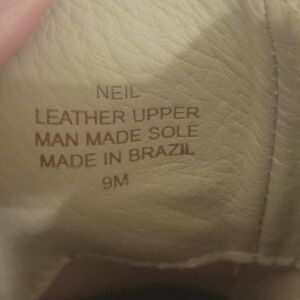 NEIL
LEATHER UPPER
MAN MADE SOLE
MADE IN BRAZIL
9M